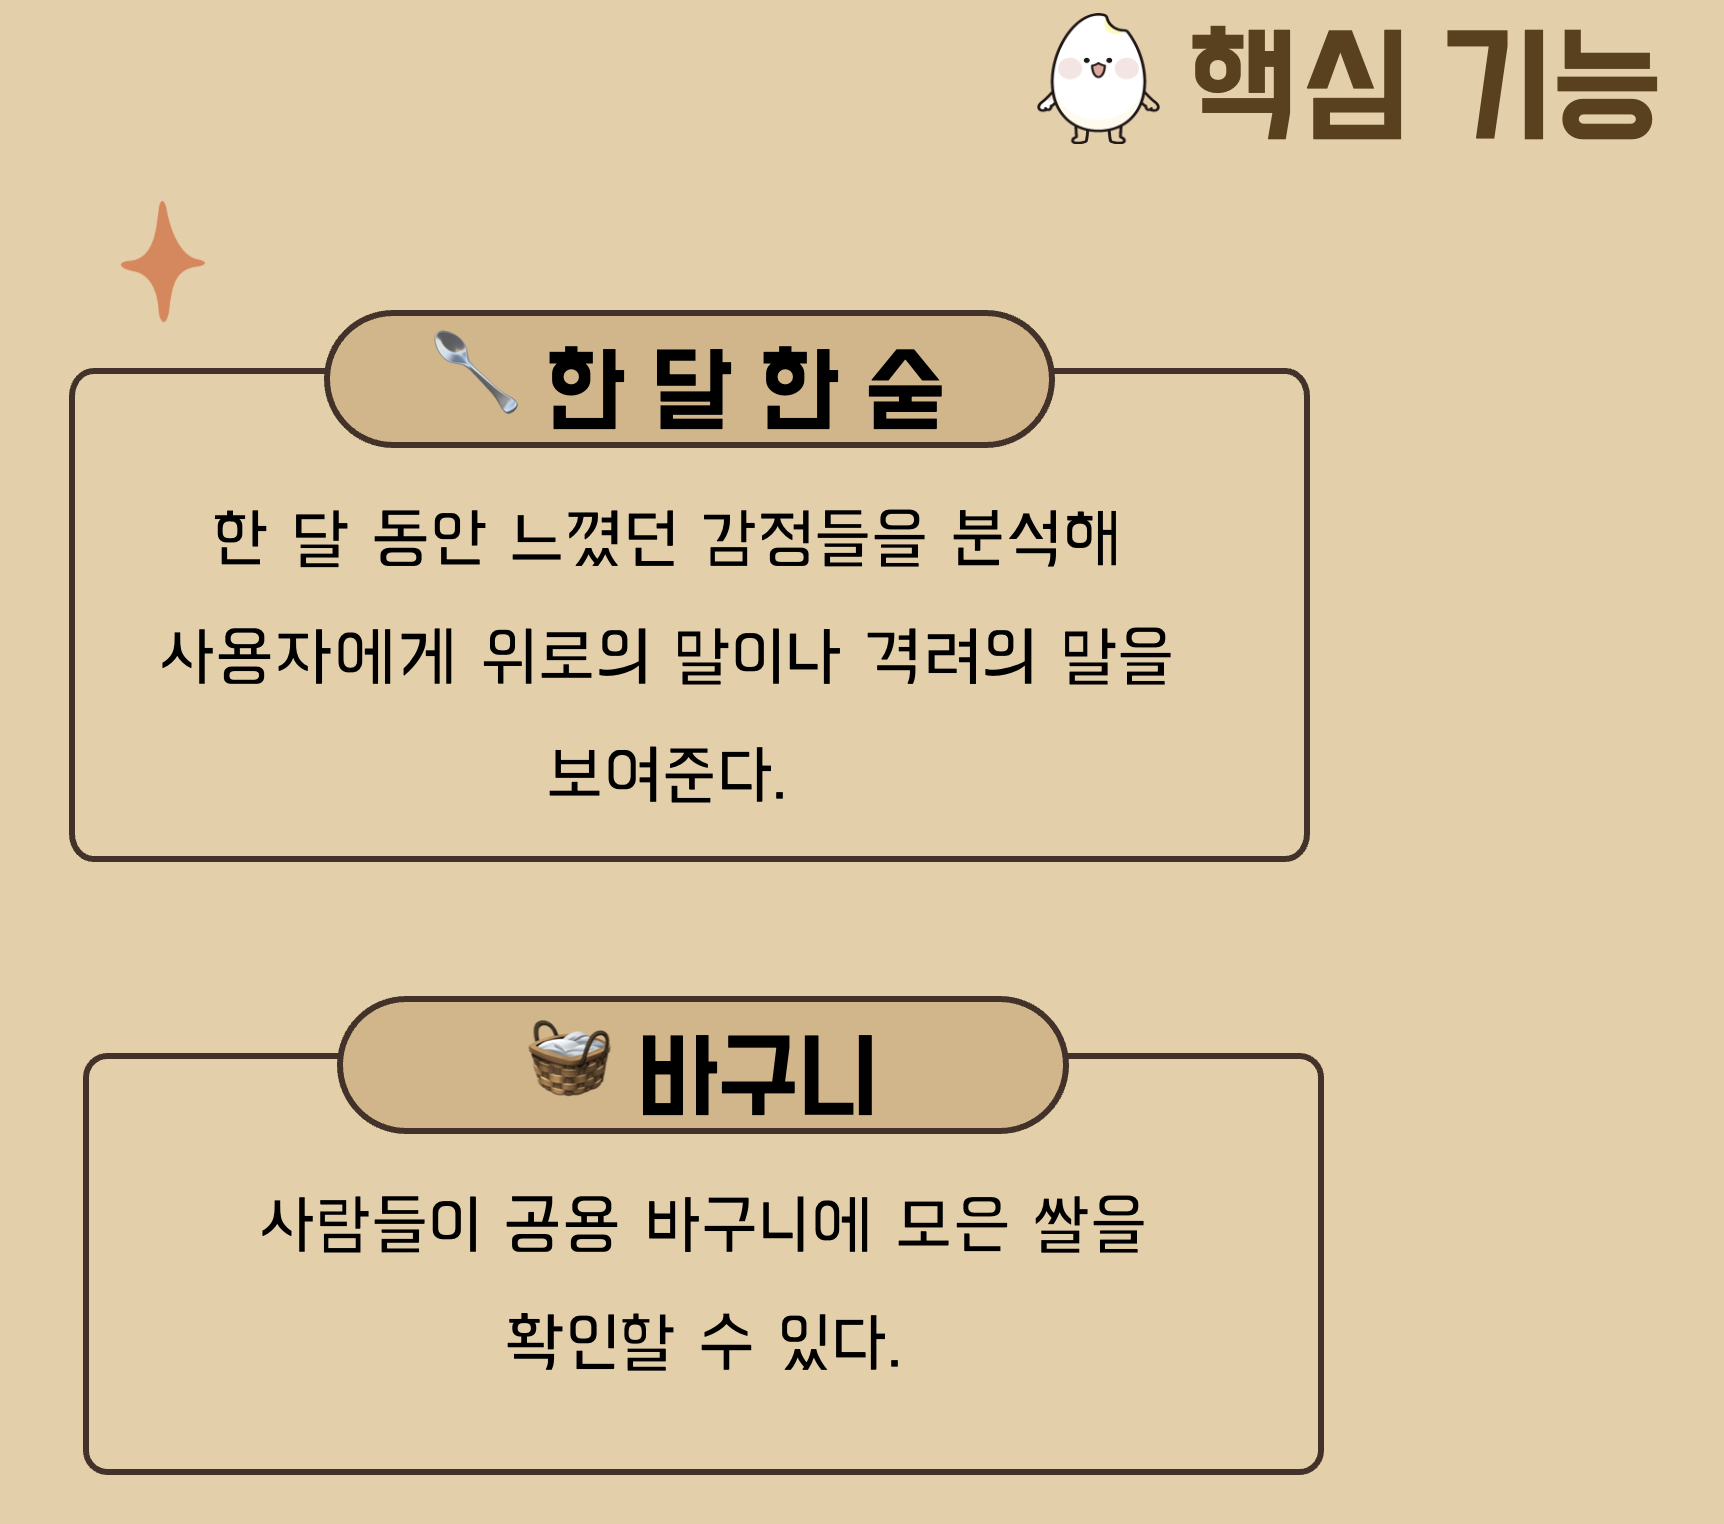 핵심 기능
한 달 한 숟
한 달 동안 느꼈던 감정들을 분석해
사용자에게 위로의 말이나 격려의 말을
보여준다.
바구니
사람들이 공용 바구니에 모은 쌀을
확인할 수 있다.